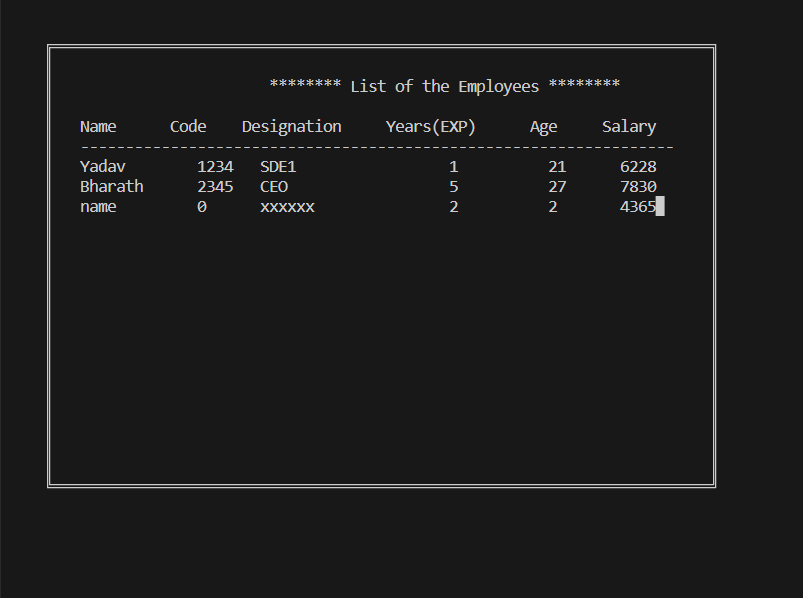 ******** List of the Employees ********
Name Code Designation Years(EXP) Age Salary
------------------------------------------------------------------
Yadav 1234 SDE1 1 21 6228
Bharath 2345 CEO 5 27 7830
name 0 xxxxxx 2 2 4365